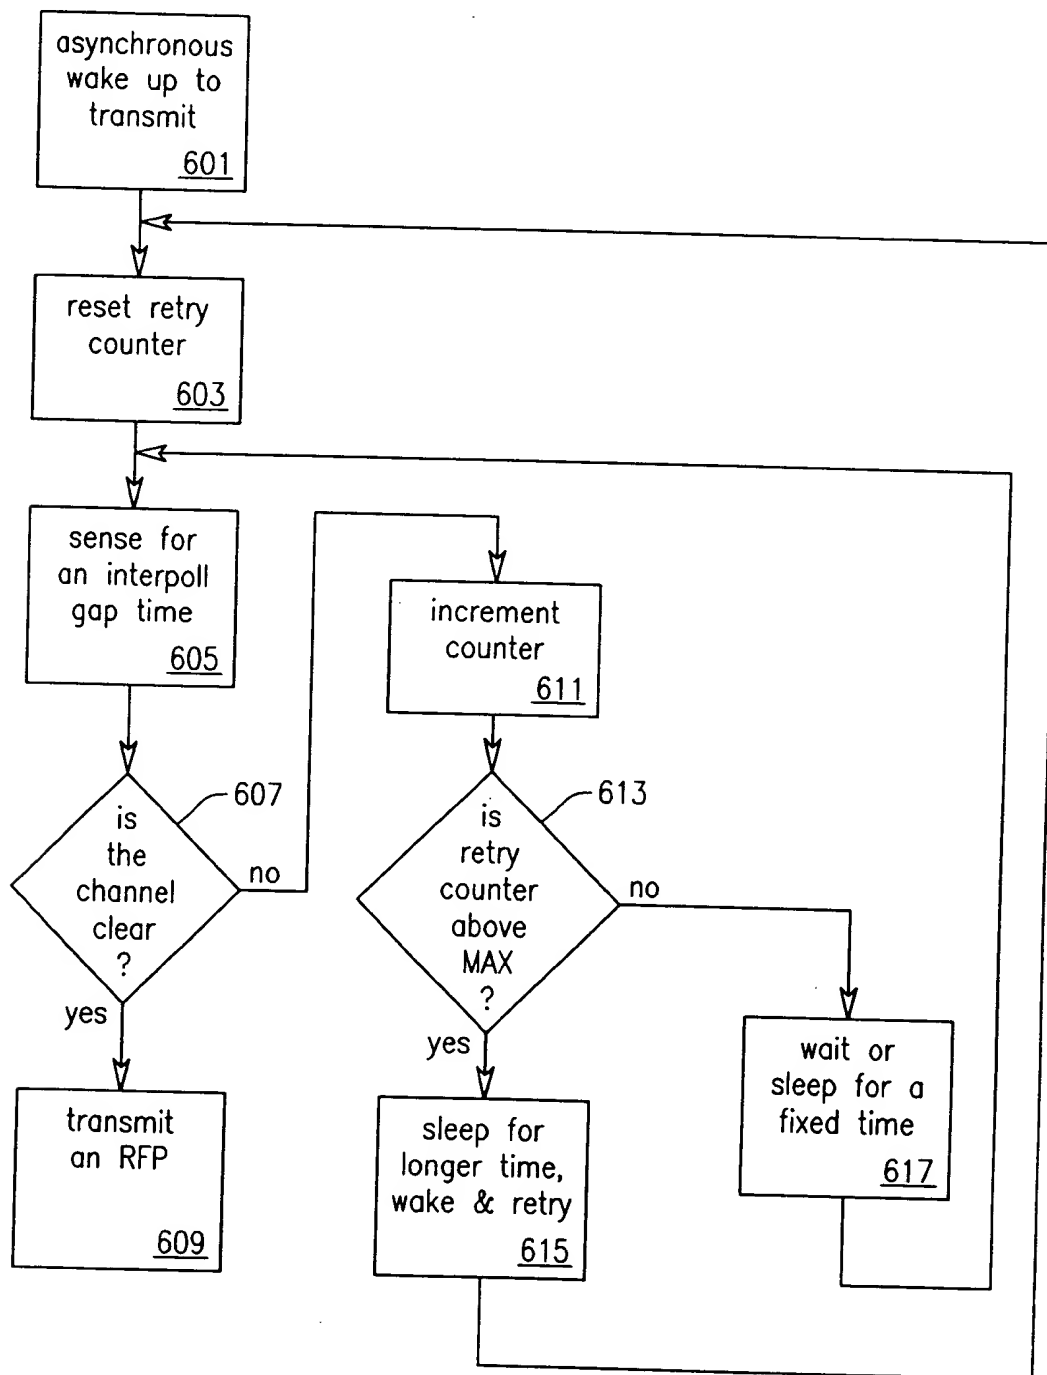 asynchronous
wake up to
transmit
601
reset retry
counter
603
sense for
an interpoll
gap time
605
is
the
channel
clear
?
607
no
yes
transmit
an RFP
609
increment
counter
611
is
retry
counter
above
MAX
?
613
no
yes
sleep for
longer time,
wake & retry
615
wait or
sleep for a
fixed time
617